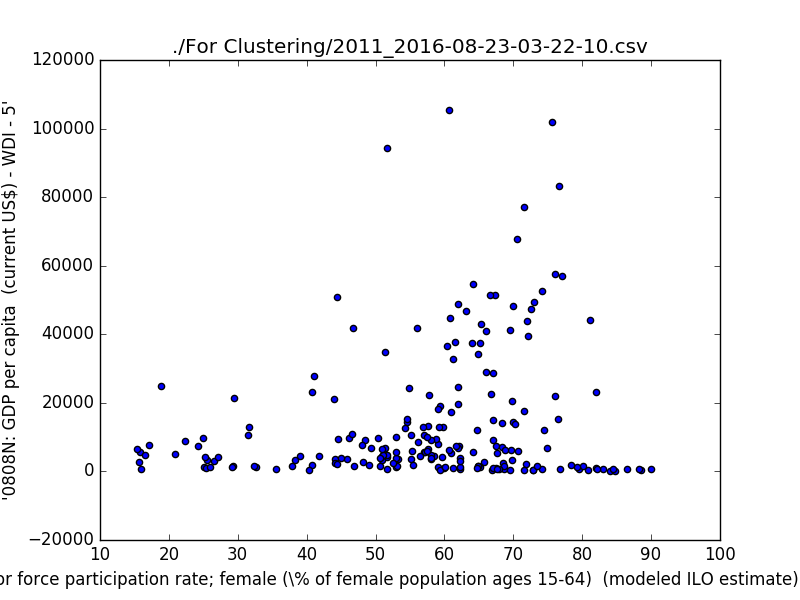 ./For Clustering/2011_2016-08-23-03-22-10.csv
'0808N: GDP per capita  (current US$) - WDI - 5'
120000
100000
80000
60000
40000
20000
0
−20000
10 20 30 40 50 60 70 80 90 100
or force participation rate; female (\% of female population ages 15-64)  (modeled ILO estimate)